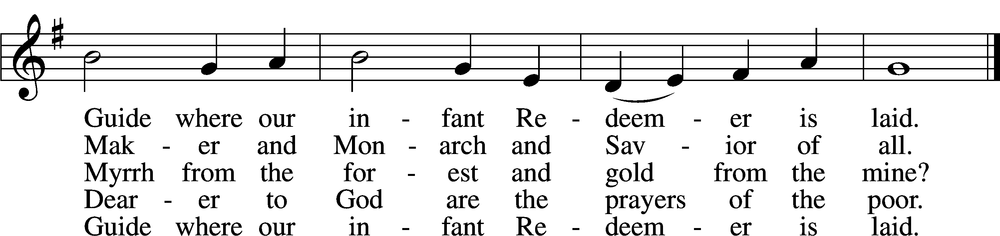 Guide where our in - fant Re - deem - er is laid.
Mak - er and Mon - arch and Sav - ior of all.
Myrrh from the for - est and gold from the mine?
Dear - er to God are the prayers of the poor.
Guide where our in - fant Re - deem - er is laid.